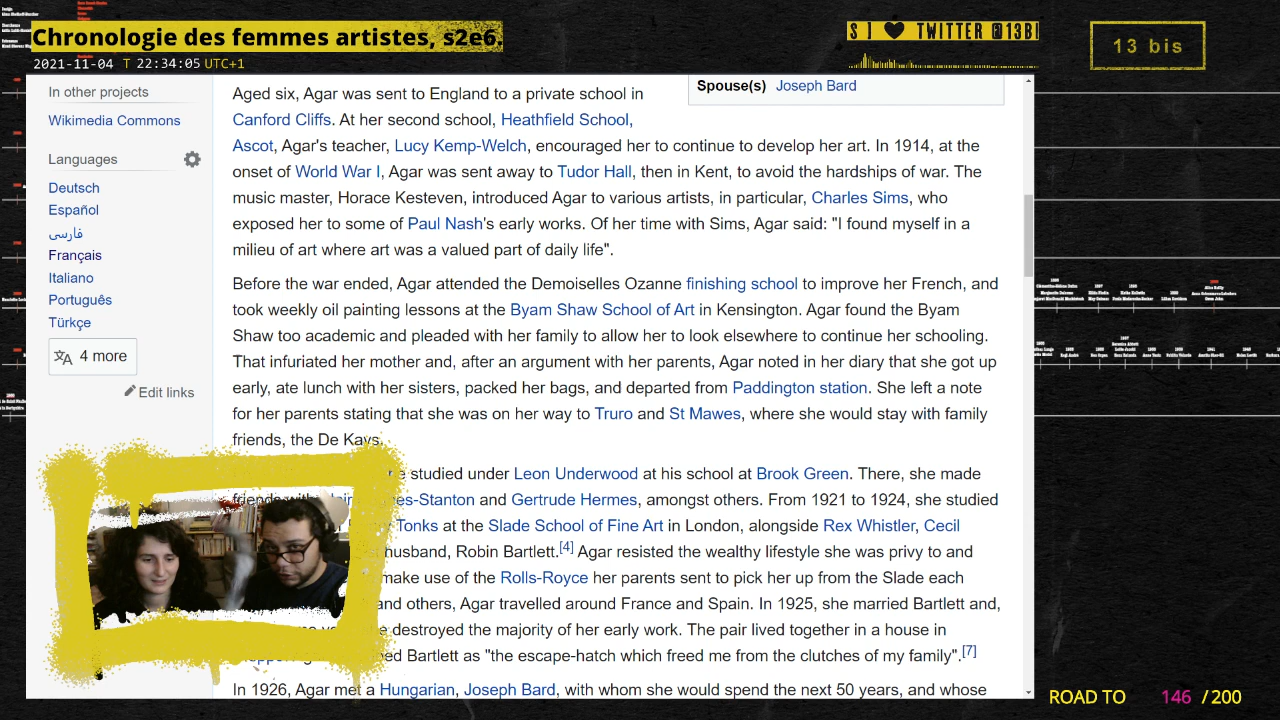 Chronologie des femmes artistes, s2e6
2021-11-04 T 22:34:05 UTC+1
S J ♥ TWITTER @13B
13 bis
In other projects
Wikimedia Commons
Languages
Deutsch
Español
فارسی
Français
Italiano
Português
Türkçe
4 more
Edit links
Spouse(s) Joseph Bard
Aged six, Agar was sent to England to a private school in
Canford Cliffs. At her second school, Heathfield School,
Ascot, Agar's teacher, Lucy Kemp-Welch, encouraged her to continue to develop her art. In 1914, at the
onset of World War I, Agar was sent away to Tudor Hall, then in Kent, to avoid the hardships of war. The
music master, Horace Kesteven, introduced Agar to various artists, in particular, Charles Sims, who
exposed her to some of Paul Nash's early works. Of her time with Sims, Agar said: "I found myself in a
milieu of art where art was a valued part of daily life".
Before the war ended, Agar attended the Demoiselles Ozanne finishing school to improve her French, and
took weekly oil painting lessons at the Byam Shaw School of Art in Kensington. Agar found the Byam
Shaw too academic and pleaded with her family to allow her to look elsewhere to continue her schooling.
That infuriated her mother and, after an argument with her parents, Agar noted in her diary that she got up
early, ate lunch with her sisters, packed her bags, and departed from Paddington station. She left a note
for her parents stating that she was on her way to Truro and St Mawes, where she would stay with family
friends, the De Kays.
studied under Leon Underwood at his school at Brook Green. There, she made
friends with es-Stanton and Gertrude Hermes, amongst others. From 1921 to 1924, she studied
Tonks at the Slade School of Fine Art in London, alongside Rex Whistler, Cecil
husband, Robin Bartlett.[4] Agar resisted the wealthy lifestyle she was privy to and
make use of the Rolls-Royce her parents sent to pick her up from the Slade each
and others, Agar travelled around France and Spain. In 1925, she married Bartlett and,
destroyed the majority of her early work. The pair lived together in a house in
ed Bartlett as "the escape-hatch which freed me from the clutches of my family".[7]
In 1926, Agar met a Hungarian, Joseph Bard, with whom she would spend the next 50 years, and whose
ROAD TO 146 / 200